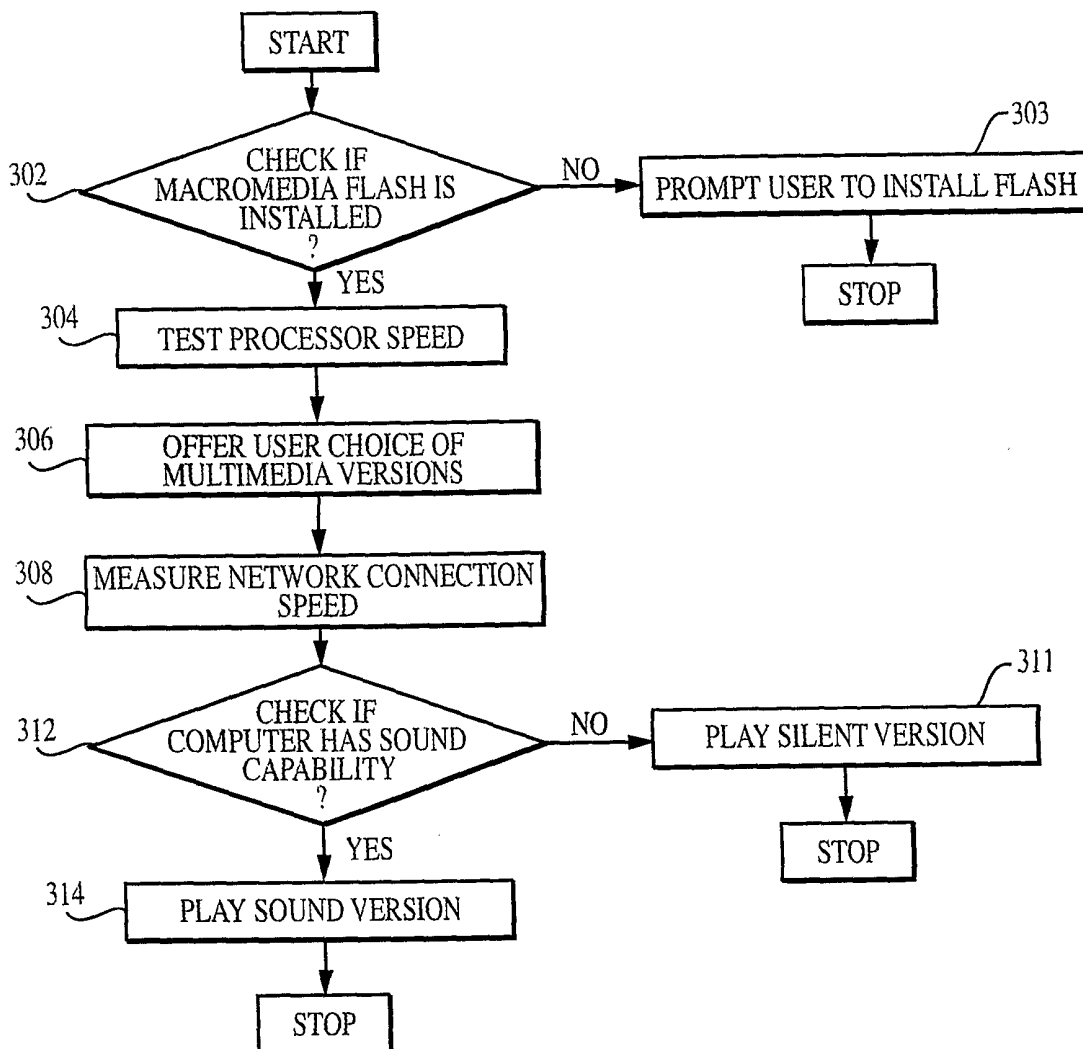 START
302
CHECK IF
MACROMEDIA FLASH IS
INSTALLED
?
NO
303
PROMPT USER TO INSTALL FLASH
STOP
YES
304
TEST PROCESSOR SPEED
306
OFFER USER CHOICE OF
MULTIMEDIA VERSIONS
308
MEASURE NETWORK CONNECTION
SPEED
312
CHECK IF
COMPUTER HAS SOUND
CAPABILITY
?
NO
311
PLAY SILENT VERSION
STOP
YES
314
PLAY SOUND VERSION
STOP